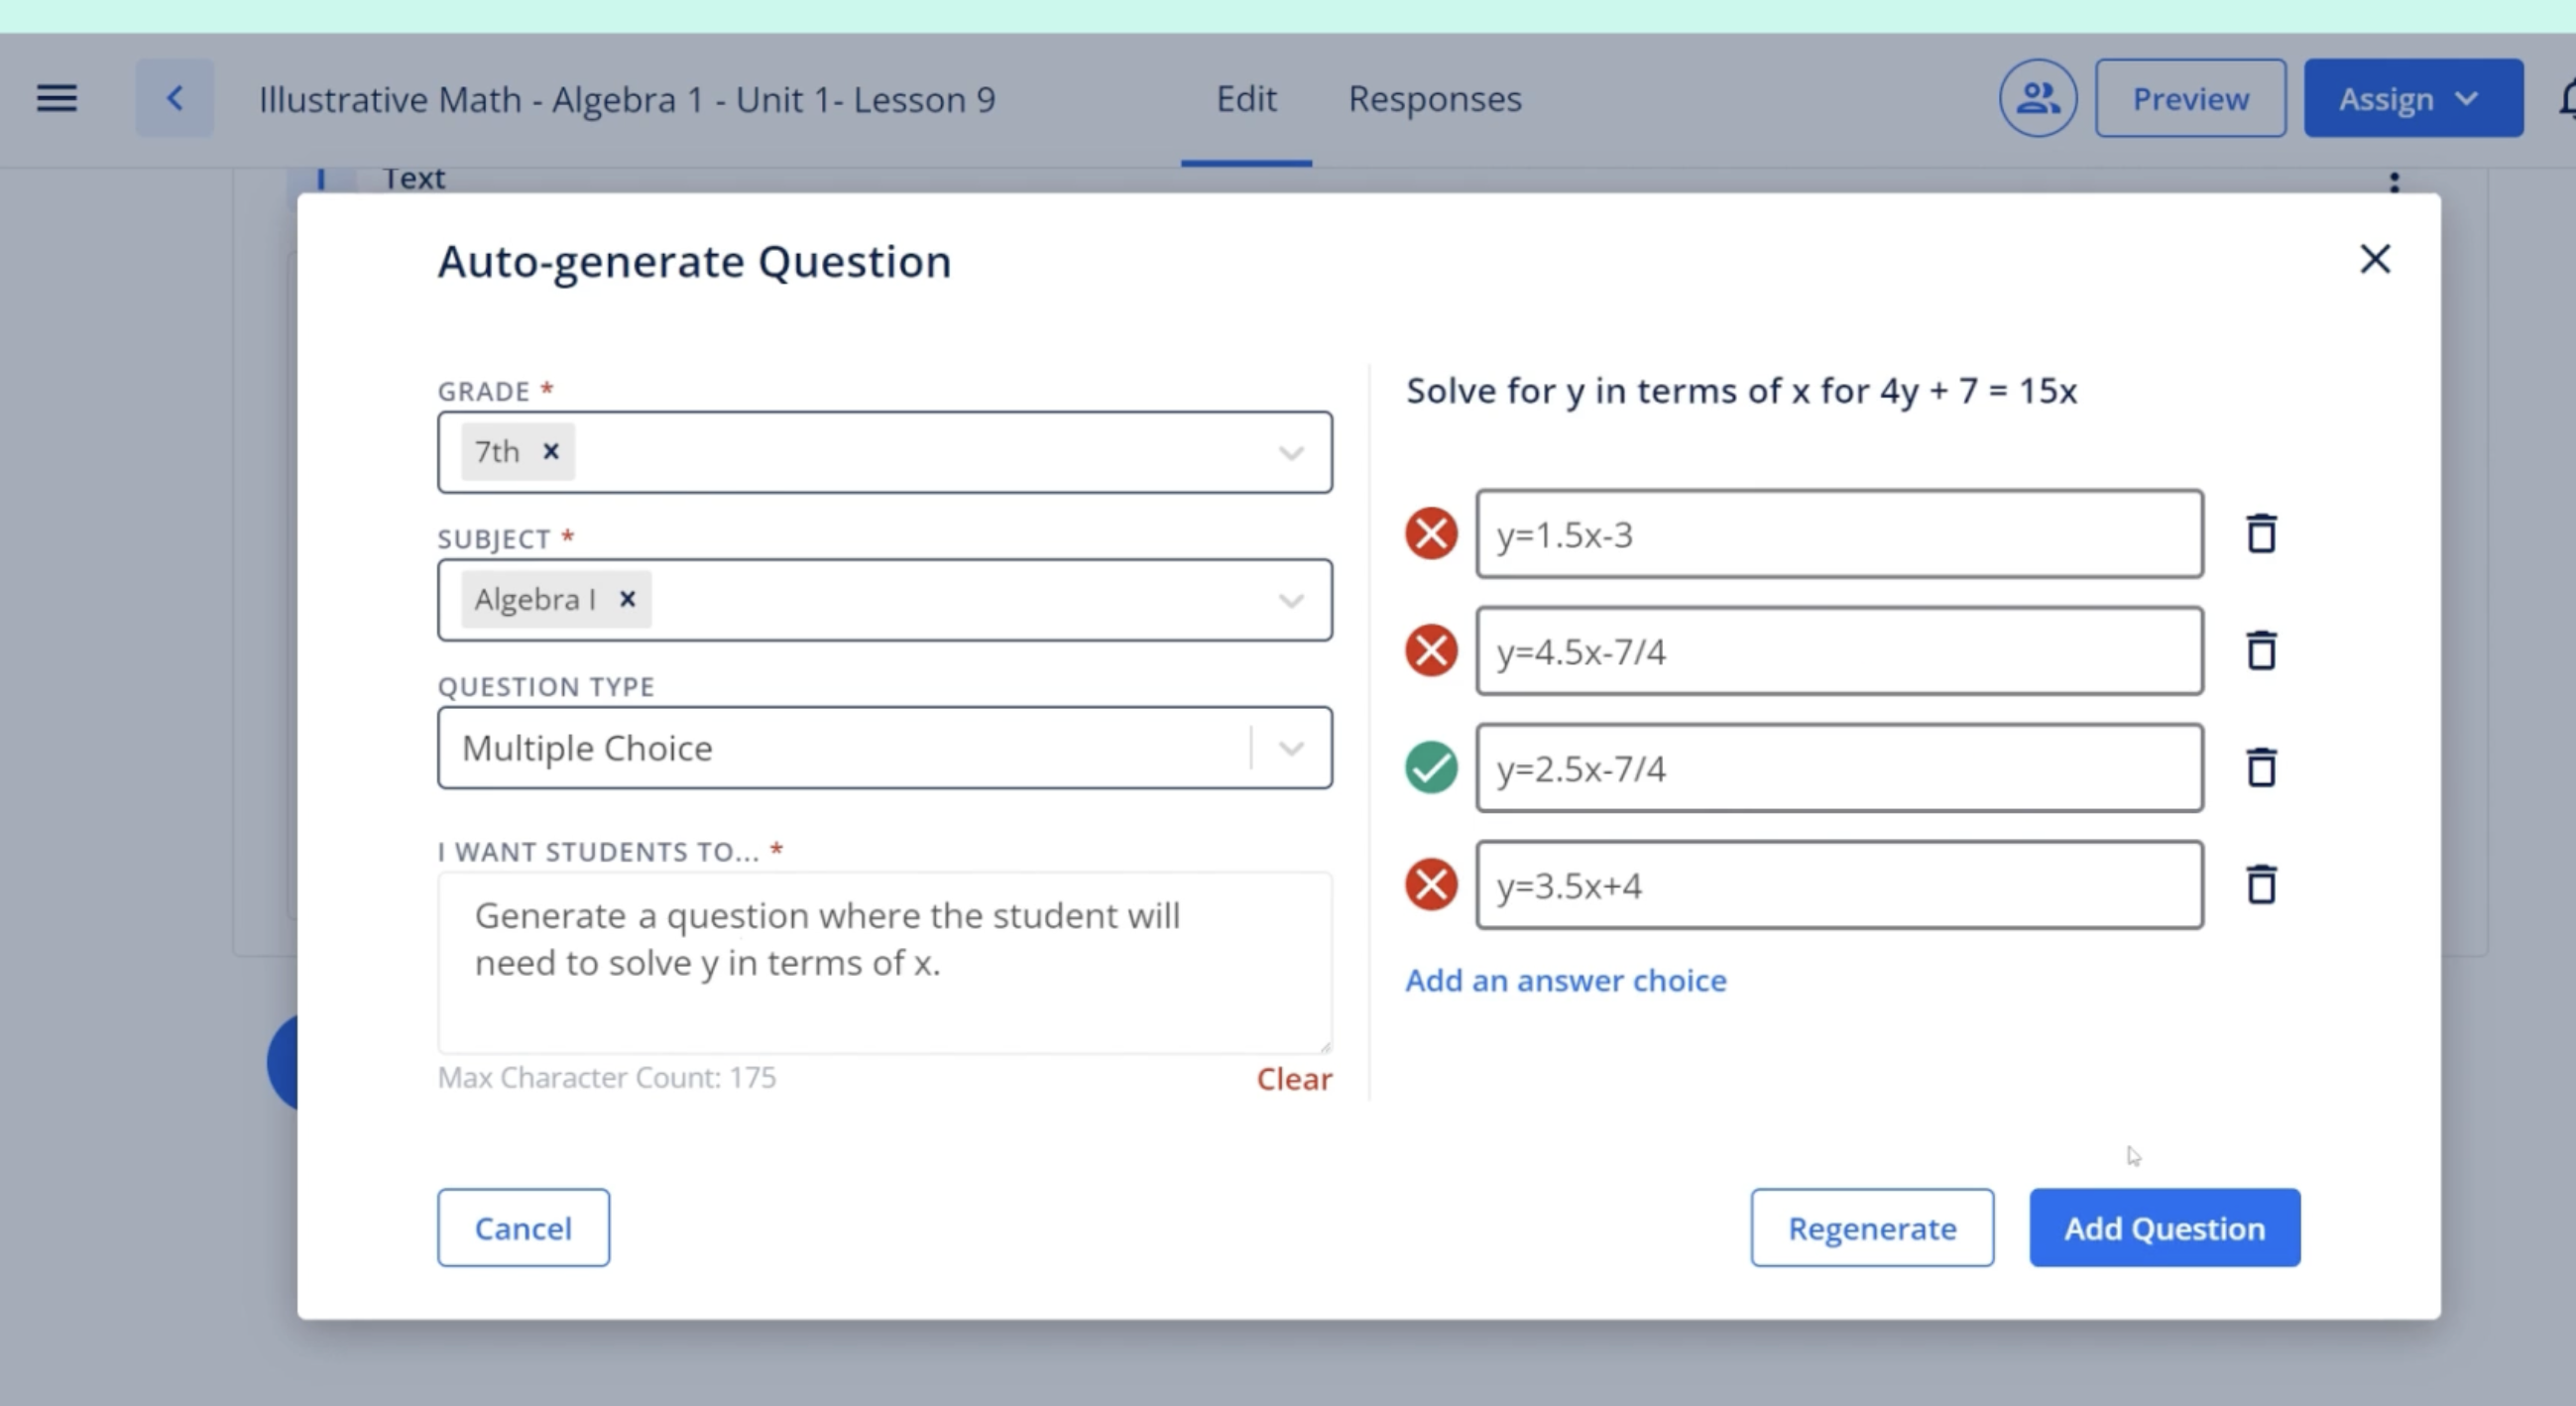 Illustrative Math - Algebra 1 - Unit 1- Lesson 9
Edit
Responses
Preview
Assign
Text
Auto-generate Question
GRADE *
7th
SUBJECT *
Algebra I
QUESTION TYPE
Multiple Choice
I WANT STUDENTS TO... *
Generate a question where the student will
need to solve y in terms of x.
Max Character Count: 175
Clear
Solve for y in terms of x for 4y + 7 = 15x
y=1.5x-3
y=4.5x-7/4
y=2.5x-7/4
y=3.5x+4
Add an answer choice
Cancel
Regenerate
Add Question